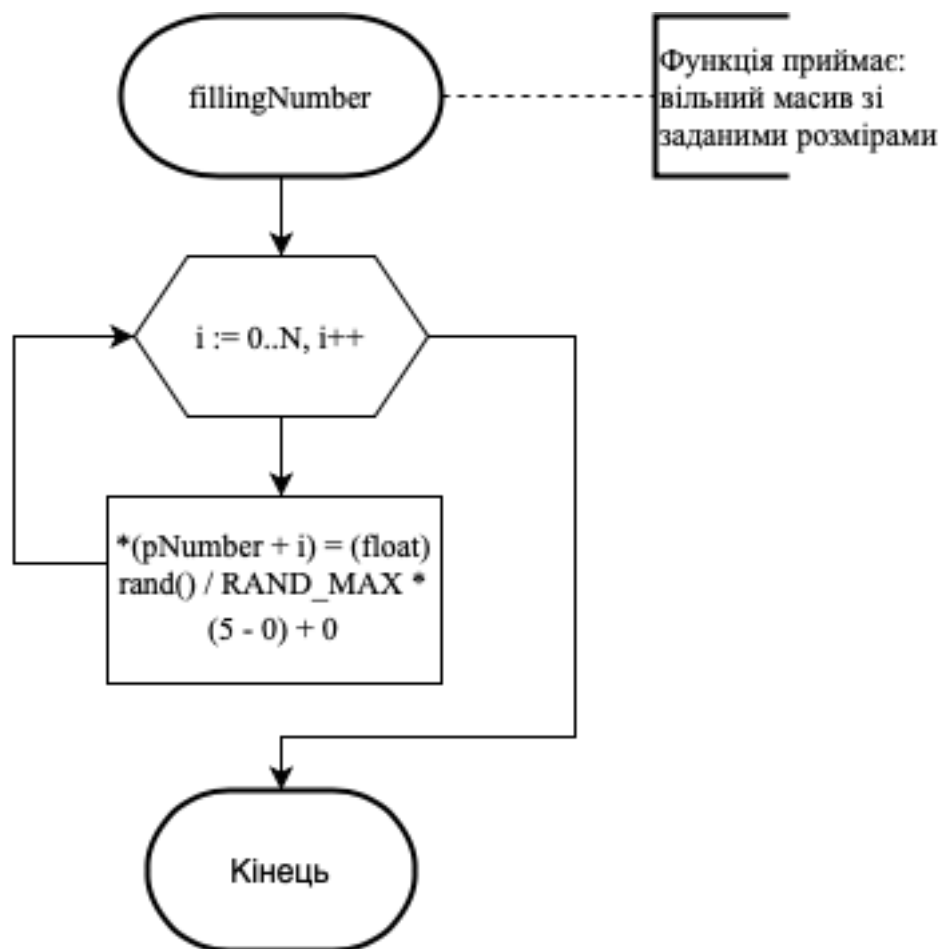 fillingNumber
Функція приймає:
вільний масив зі
заданими розмірами
i := 0..N, i++
*(pNumber + i) = (float)
rand() / RAND_MAX *
(5 - 0) + 0
Кінець